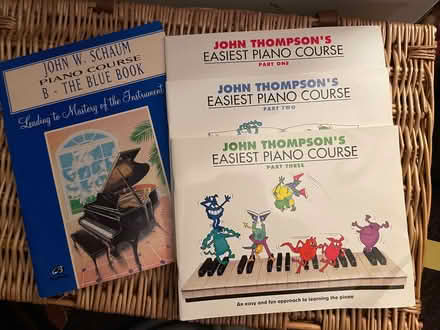 JOHN W. SCHAUM
PIANO COURSE
B - THE BLUE BOOK
Leading to Mastery of the Instrument
JOHN THOMPSON'S
EASIEST PIANO COURSE
PART ONE
JOHN THOMPSON'S
EASIEST PIANO COURSE
PART TWO
JOHN THOMPSON'S
EASIEST PIANO COURSE
PART THREE
An easy and fun approach to learning the piano